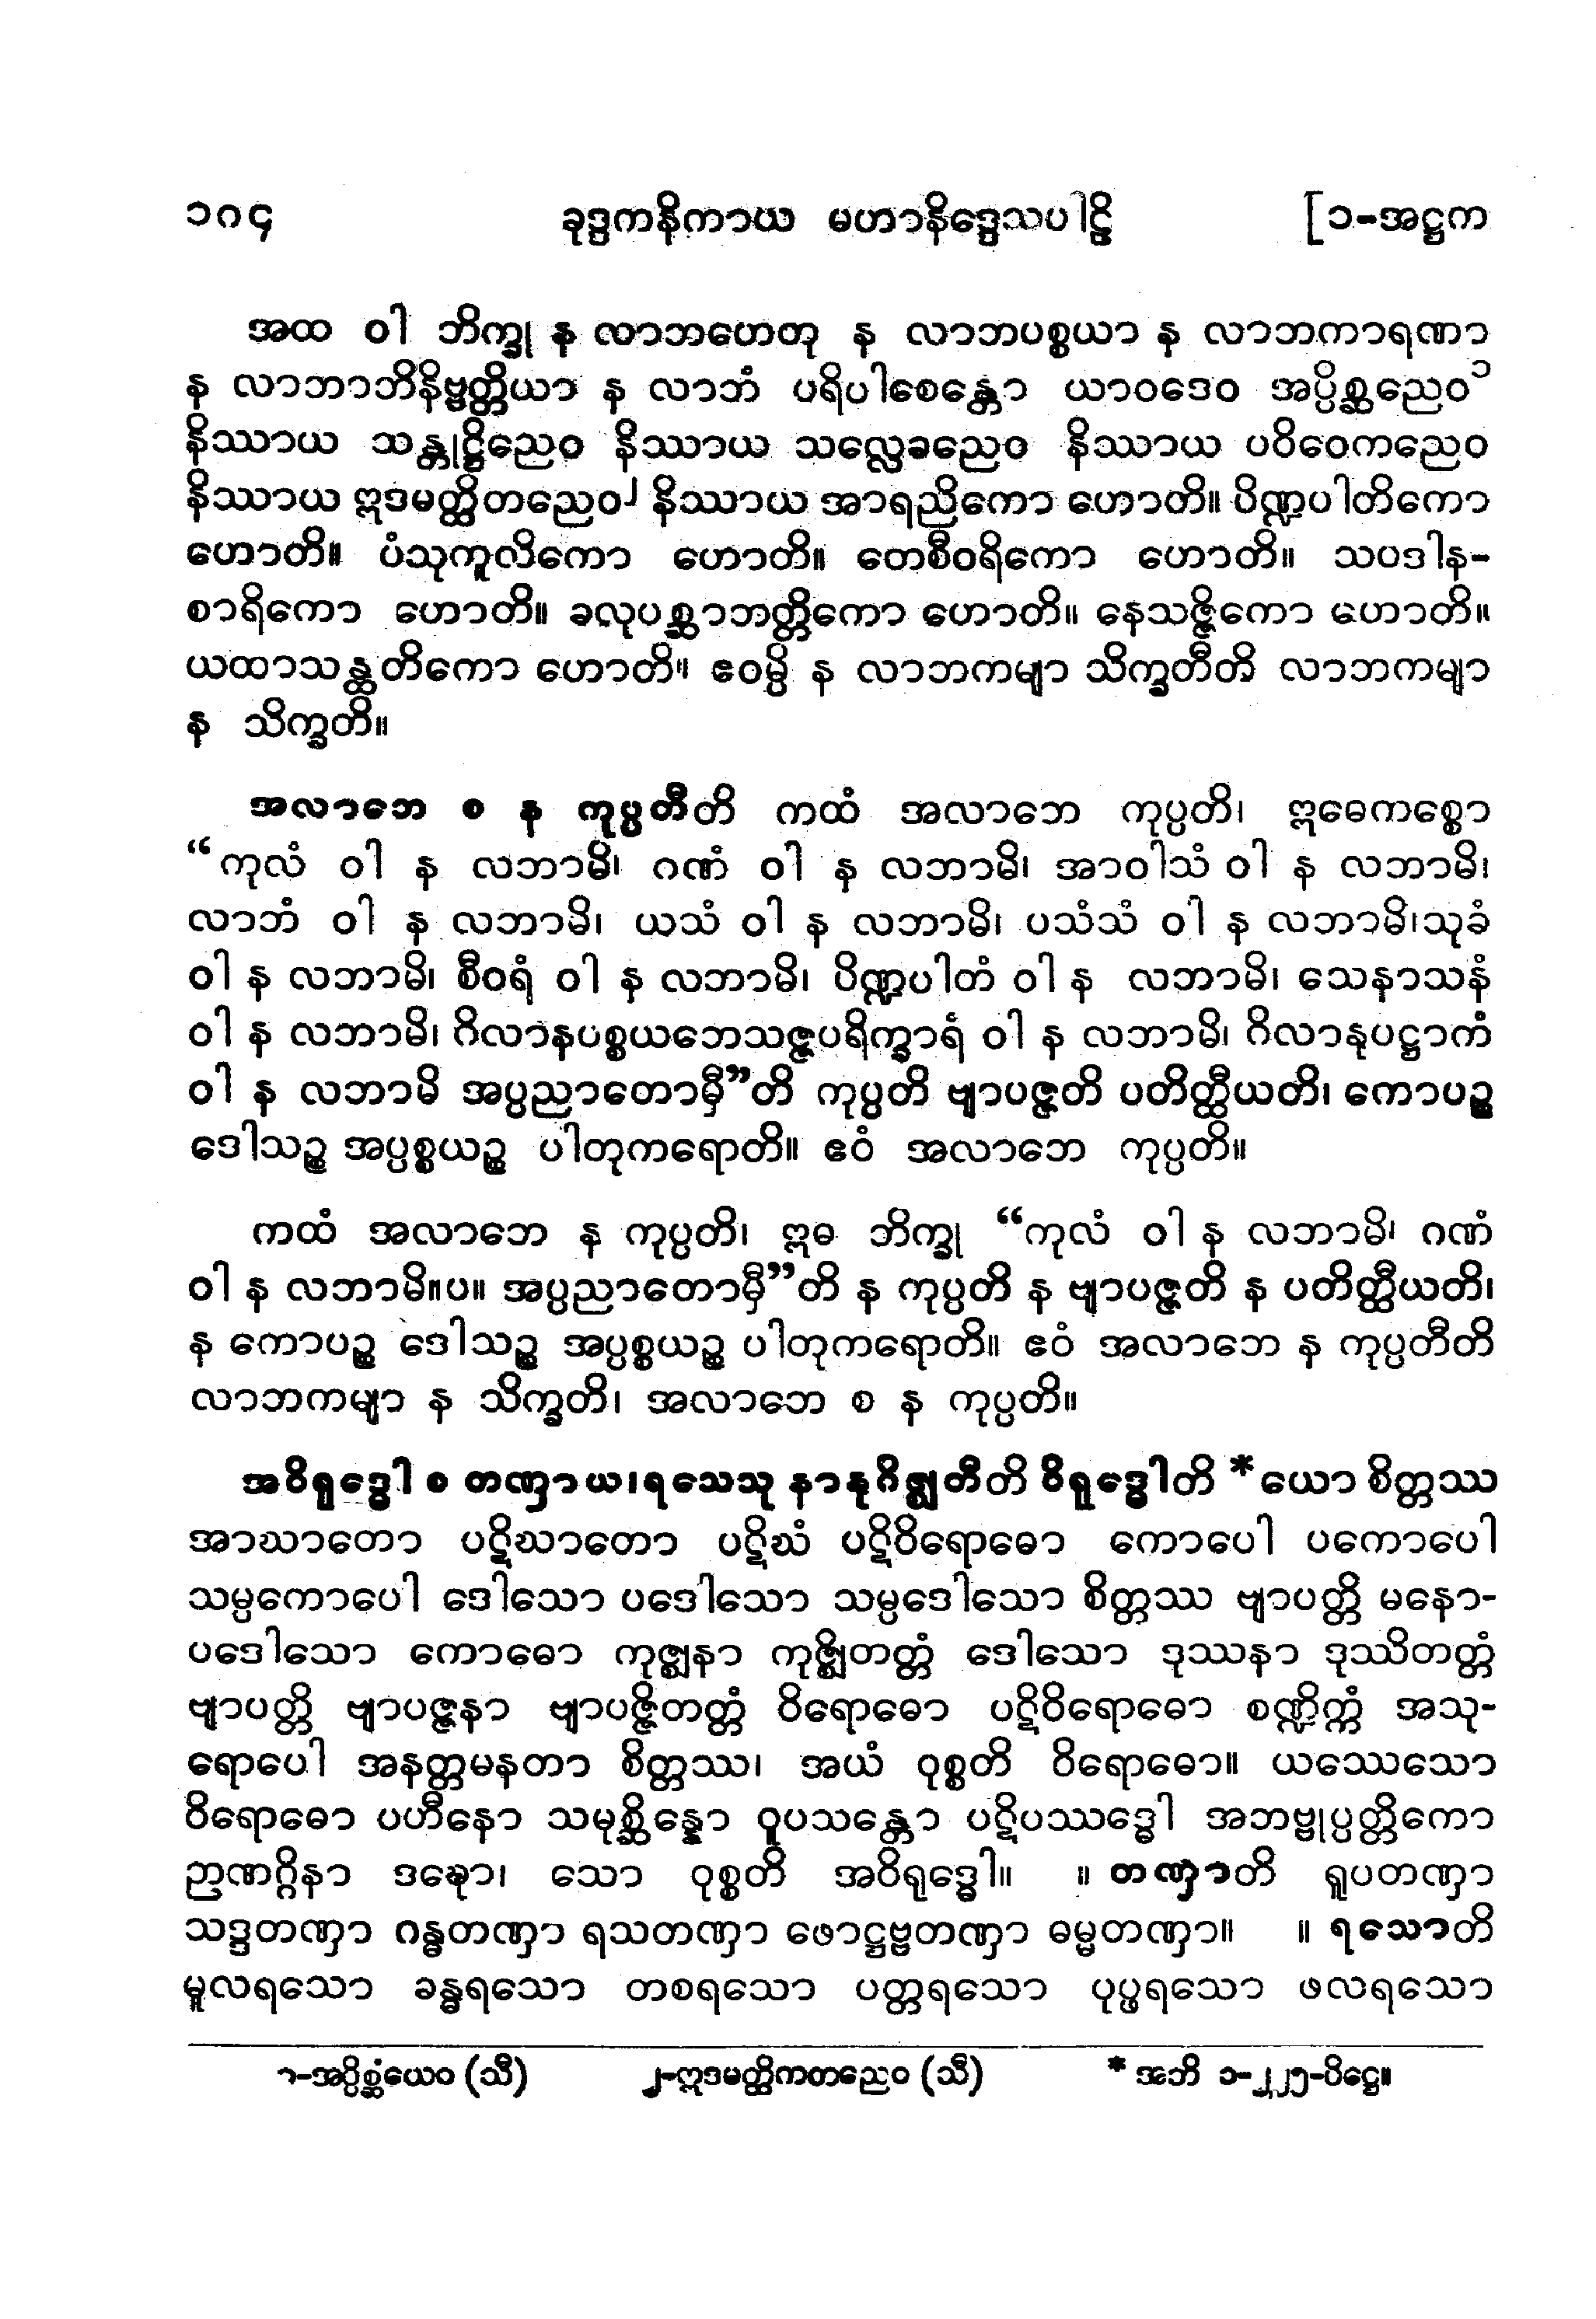 ၁၈၄ ခုဒ္ဒကနိကာယ မဟာနိဒ္ဒေသပါဠိ [၁-အဋ္ဌက
အထ ဝါ ဘိက္ခု န လာဘဟေတု န လာဘပစ္စယာ န လာဘကာရဏာ
န လာဘာဘိနိဗ္ဗတ္တိယာ န လာဘံ ပရိပါစေန္တော ယာဝဒေဝ အပ္ပိစ္ဆညေဝ ၁
နိဿာယ သန္တုဋ္ဌိညေဝ နိဿာယ သလ္လေခညေဝ နိဿာယ ပဝိဝေကညေဝ
နိဿာယ ဣဒမတ္ထိတညေဝ ၂ နိဿာယ အာရညိကော ဟောတိ။ ပိဏ္ဍပါတိကော
ဟောတိ။ ပံသုကူလိကော ဟောတိ။ တေစီဝရိကော ဟောတိ။ သပဒါန-
စာရိကော ဟောတိ။ ခလုပစ္ဆာဘတ္တိကော ဟောတိ။ နေသဇ္ဇိကော ဟောတိ။
ယထာသန္ထတိကော ဟောတိ။ ဧဝမ္ပိ န လာဘကမျာ သိက္ခတီတိ လာဘကမျာ
န သိက္ခတိ။
အလာဘေ စ န ကုပ္ပတီတိ ကထံ အလာဘေ ကုပ္ပတိ၊ ဣဓေကစ္စော
“ကုလံ ဝါ န လဘာမိ၊ ဂဏံ ဝါ န လဘာမိ၊ အာဝါသံ ဝါ န လဘာမိ၊
လာဘံ ဝါ န လဘာမိ၊ ယသံ ဝါ န လဘာမိ၊ ပသံသံ ဝါ န လဘာမိ၊သုခံ
ဝါ န လဘာမိ၊ စီဝရံ ဝါ န လဘာမိ၊ ပိဏ္ဍပါတံ ဝါ န လဘာမိ၊ သေနာသနံ
ဝါ န လဘာမိ၊ ဂိလာနပစ္စယဘေသဇ္ဇပရိက္ခာရံ ဝါ န လဘာမိ၊ ဂိလာနုပဋ္ဌာကံ
ဝါ န လဘာမိ အပ္ပညာတောမှီ”တိ ကုပ္ပတိ ဗျာပဇ္ဇတိ ပတိတ္ထီယတိ၊ ကောပဉ္စ
ဒေါသဉ္စ အပ္ပစ္စယဉ္စ ပါတုကရောတိ။ ဧဝံ အလာဘေ ကုပ္ပတိ။
ကထံ အလာဘေ န ကုပ္ပတိ၊ ဣဓ ဘိက္ခု “ကုလံ ဝါ န လဘာမိ၊ ဂဏံ
ဝါ န လဘာမိ။ပ။ အပ္ပညာတောမှီ”တိ န ကုပ္ပတိ န ဗျာပဇ္ဇတိ န ပတိတ္ထီယတိ၊
န ကောပဉ္စ ဒေါသဉ္စ အပ္ပစ္စယဉ္စ ပါတုကရောတိ။ ဧဝံ အလာဘေ န ကုပ္ပတီတိ
လာဘကမျာ န သိက္ခတိ၊ အလာဘေ စ န ကုပ္ပတိ။
အဝိရုဒ္ဓေါ စ တဏှာယ၊ရသေသု နာနုဂိဇ္ဈတီတိ ဝိရူဒ္ဓေါတိ *ယော စိတ္တဿ
အာဃာတော ပဋိဃာတော ပဋိဃံ ပဋိဝိရောဓော ကောပေါ ပကောပေါ
သမ္ပကောပေါ ဒေါသော ပဒေါသော သမ္ပဒေါသော စိတ္တဿ ဗျာပတ္တိ မနော-
ပဒေါသော ကောဓော ကုဇ္ဈနာ ကုဇ္ဈိတတ္တံ ဒေါသော ဒုဿနာ ဒုဿိတတ္တံ
ဗျာပတ္တိ ဗျာပဇ္ဇနာ ဗျာပဇ္ဇိတတ္တံ ဝိရောဓော ပဋိဝိရောဓော စဏ္ဍိက္ကံ အသု-
ရောပေါ အနတ္တမနတာ စိတ္တဿ၊ အယံ ဝုစ္စတိ ဝိရောဓော။ ယဿေသော
ဝိရောဓော ပဟီနော သမုစ္ဆိန္နော ဝူပသန္တော ပဋိပဿဒ္ဓေါ အဘဗ္ဗုပ္ပတ္တိကော
ဉာဏဂ္ဂိနာ ဒဍ္ဎော၊ သော ဝုစ္စတိ အဝိရုဒ္ဓေါ။ ။ တဏှာတိ ရူပတဏှာ
သဒ္ဒတဏှာ ဂန္ဓတဏှာ ရသတဏှာ ဖောဋ္ဌဗ္ဗတဏှာ ဓမ္မတဏှာ။ ။ ရသောတိ
မူလရသော ခန္ဓရသော တစရသော ပတ္တရသော ပုပ္ဖရသော ဖလရသော
၁-အပ္ပိစ္ဆံယေဝ (သီ) ၂-ဣဒမတ္ထိကတညေဝ (သီ) * အဘိ ၁-၂၂၅-ပိဋ္ဌေ။